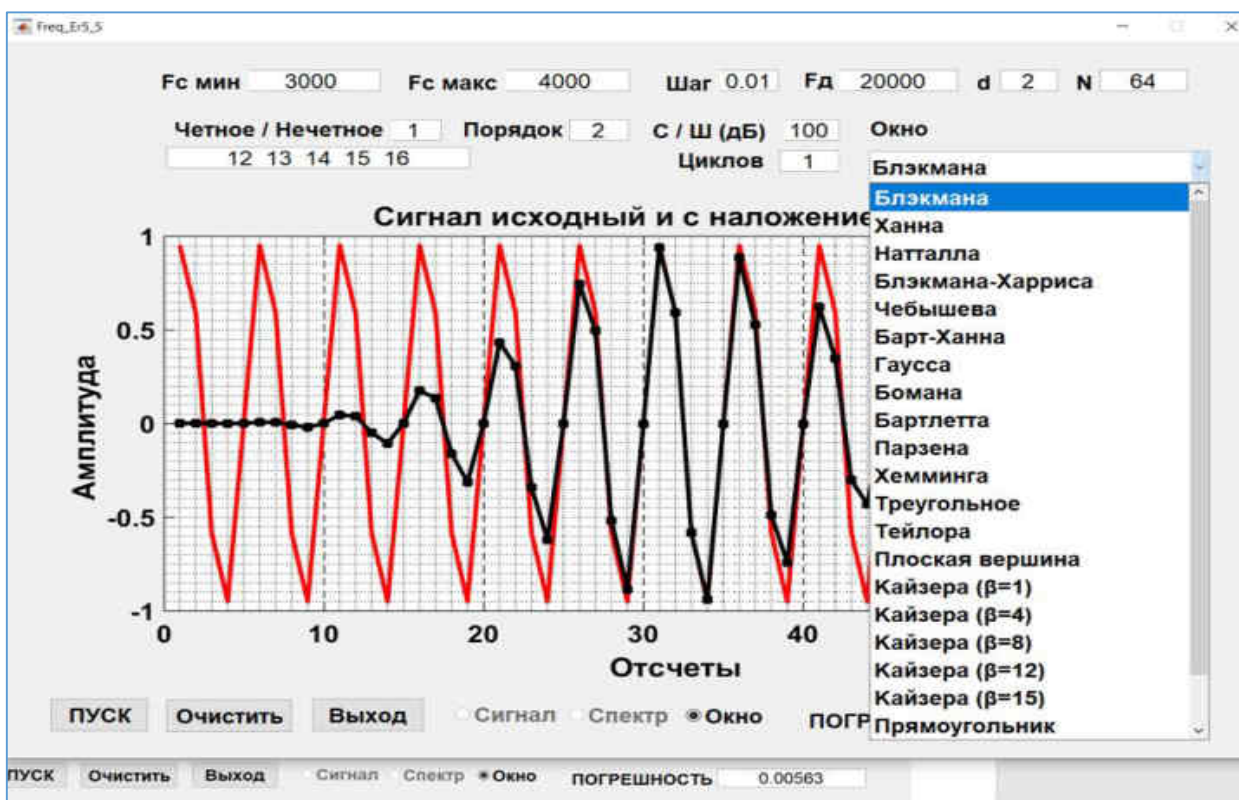 Freq_Er5_5
Fc мин 3000 Fc макс 4000 Шаг 0.01 Fд 20000 d 2 N 64
Четное / Нечетное 1 Порядок 2 С / Ш (дБ) 100 Окно
12 13 14 15 16 Циклов 1 Блэкмана
Блэкмана
Ханна
Натталла
Блэкмана-Харриса
Чебышева
Барт-Ханна
Гаусса
Бомана
Бартлетта
Парзена
Хемминга
Треугольное
Тейлора
Плоская вершина
Кайзера (β=1)
Кайзера (β=4)
Кайзера (β=8)
Кайзера (β=12)
Кайзера (β=15)
Прямоугольник
Сигнал исходный и с наложение
Амплитуда
1
0.5
0
-0.5
-1
0 10 20 30 40
Отсчеты
ПУСК Очистить Выход Сигнал Спектр Окно ПОГР
ПУСК Очистить Выход Сигнал Спектр Окно ПОГРЕШНОСТЬ 0.00563